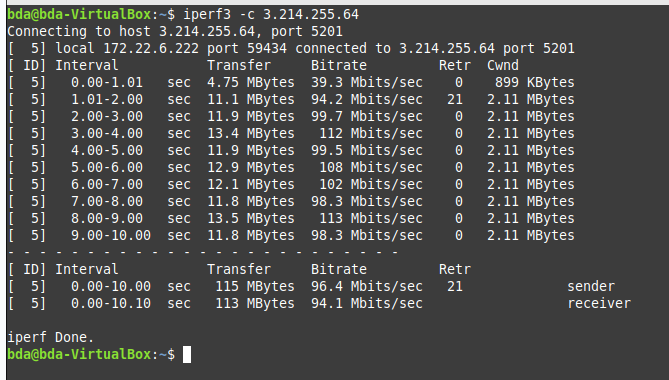 bda@bda-VirtualBox:~$ iperf3 -c 3.214.255.64
Connecting to host 3.214.255.64, port 5201
[  5] local 172.22.6.222 port 59434 connected to 3.214.255.64 port 5201
[ ID] Interval           Transfer     Bitrate         Retr  Cwnd
[  5]   0.00-1.01   sec  4.75 MBytes  39.3 Mbits/sec    0    899 KBytes
[  5]   1.01-2.00   sec  11.1 MBytes  94.2 Mbits/sec   21   2.11 MBytes
[  5]   2.00-3.00   sec  11.9 MBytes  99.7 Mbits/sec    0   2.11 MBytes
[  5]   3.00-4.00   sec  13.4 MBytes   112 Mbits/sec    0   2.11 MBytes
[  5]   4.00-5.00   sec  11.9 MBytes  99.5 Mbits/sec    0   2.11 MBytes
[  5]   5.00-6.00   sec  12.9 MBytes   108 Mbits/sec    0   2.11 MBytes
[  5]   6.00-7.00   sec  12.1 MBytes   102 Mbits/sec    0   2.11 MBytes
[  5]   7.00-8.00   sec  11.8 MBytes  98.3 Mbits/sec    0   2.11 MBytes
[  5]   8.00-9.00   sec  13.5 MBytes   113 Mbits/sec    0   2.11 MBytes
[  5]   9.00-10.00  sec  11.8 MBytes  98.3 Mbits/sec    0   2.11 MBytes
- - - - - - - - - - - - - - - - - - - - - - - - -
[ ID] Interval           Transfer     Bitrate         Retr
[  5]   0.00-10.00  sec   115 MBytes  96.4 Mbits/sec   21             sender
[  5]   0.00-10.10  sec   113 MBytes  94.1 Mbits/sec                  receiver
iperf Done.
bda@bda-VirtualBox:~$